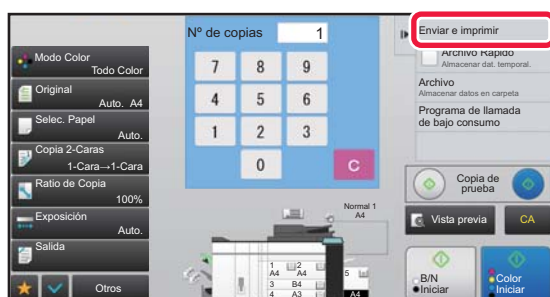 Nº de copias 1
Enviar e imprimir
Archivo Rápido
Almacenar dat. temporal.
Archivo
Almacenar datos en carpeta
Programa de llamada
de bajo consumo
Modo Color
Todo Color
Original
Auto. A4
Selec. Papel
Auto.
Copia 2-Caras
1-Cara→1-Cara
Ratio de Copia
100%
Exposición
Auto.
Salida
Otros
7 8 9
4 5 6
1 2 3
0 C
Normal 1
A4
1 2
A4 A4 5
3 B4
4 A3 A4
Copia de
prueba
Vista previa CA
B/N
Iniciar
Color
Iniciar